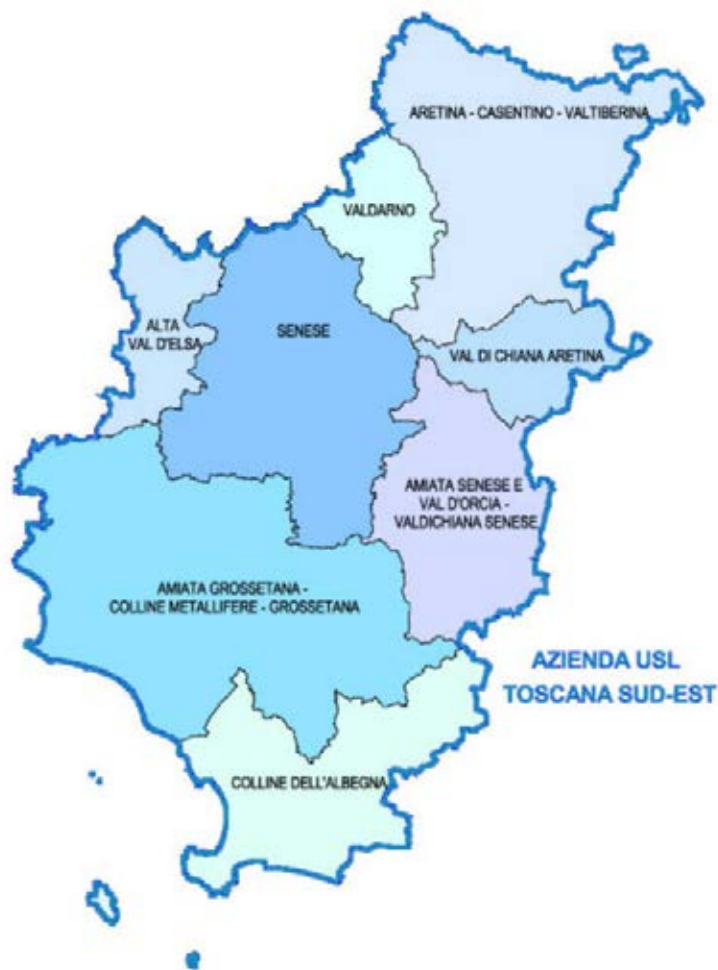 ARETINA - CASENTINO - VALTIBERINA
VALDARNO
ALTA
VAL D'ELSA
SENESE
VAL DI CHIANA ARETINA
AMIATA SENESE E
VAL D'ORCIA -
VALDICHIANA SENESE
AMIATA GROSSETANA -
COLLINE METALLIFERE - GROSSETANA
AZIENDA USL
TOSCANA SUD-EST
COLLINE DELL'ALBEGNA